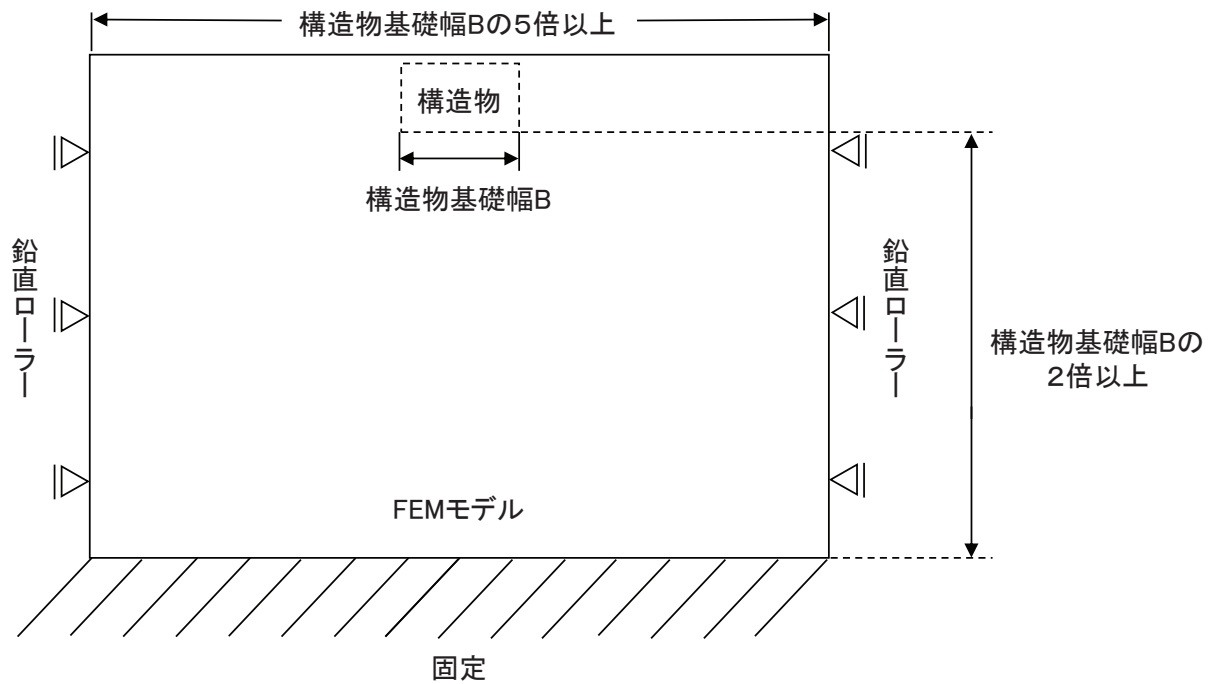 構造物基礎幅Bの5倍以上
構造物
構造物基礎幅B
鉛直ローラー
鉛直ローラー
構造物基礎幅Bの
2倍以上
FEMモデル
固定